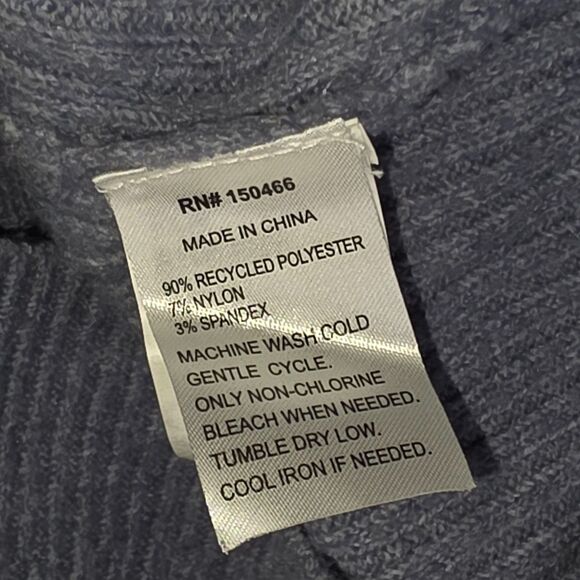 RN# 150466
MADE IN CHINA
90% RECYCLED POLYESTER
7% NYLON
3% SPANDEX
MACHINE WASH COLD
GENTLE CYCLE.
ONLY NON-CHLORINE
BLEACH WHEN NEEDED.
TUMBLE DRY LOW.
COOL IRON IF NEEDED.